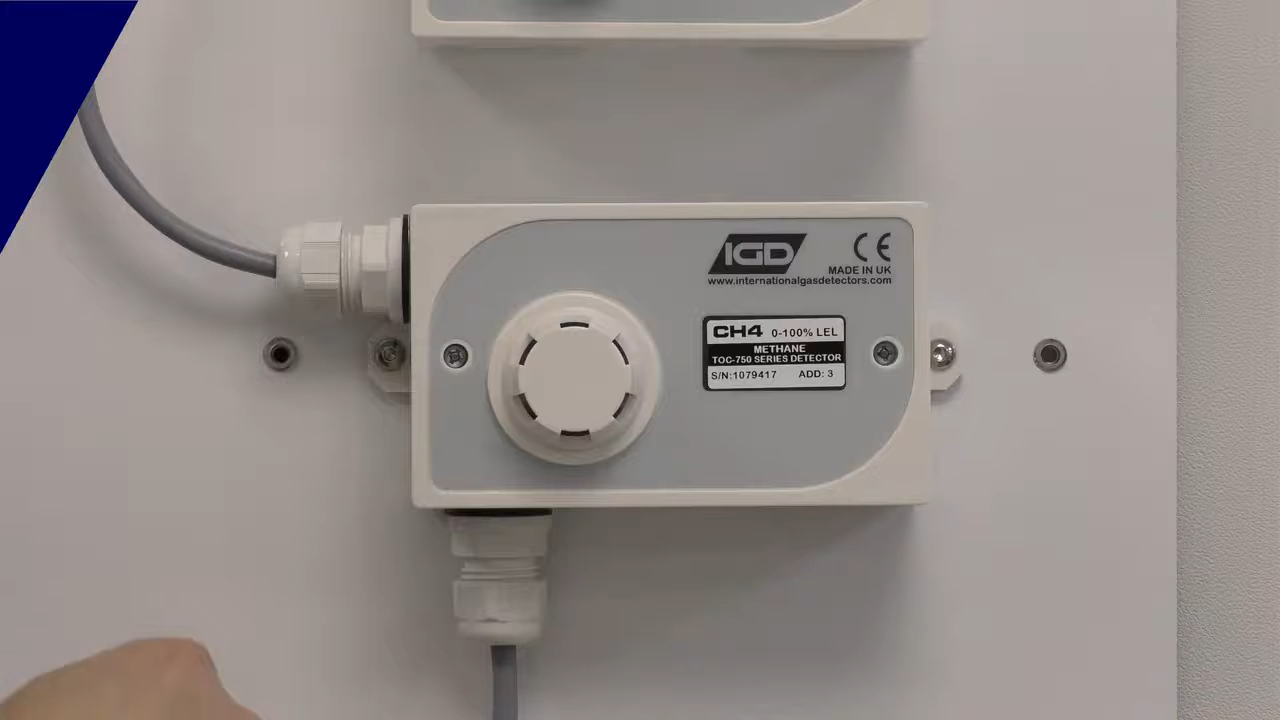 IGD
CE
MADE IN UK
www.internationalgasdetectors.com
CH4 0-100% LEL
METHANE
TOC-750 SERIES DETECTOR
S/N:1079417 ADD: 3